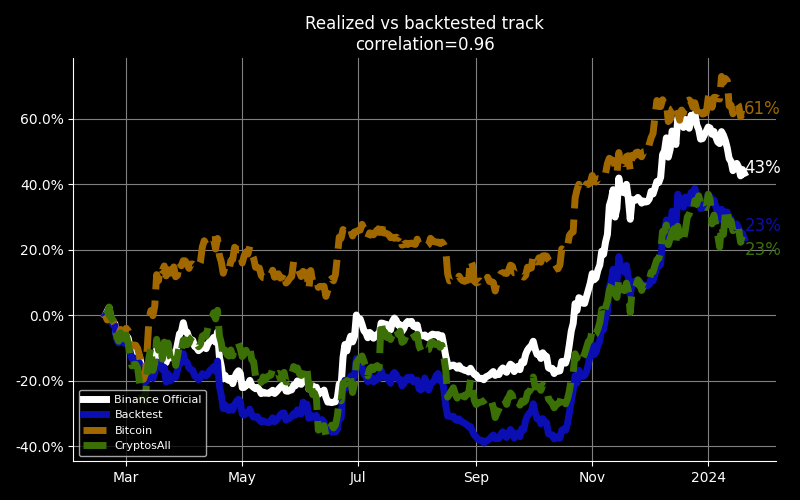 Realized vs backtested track
correlation=0.96
61%
60.0%
43%
40.0%
23%
20.0%
23%
0.0%
-20.0%
Binance Official
Backtest
Bitcoin
CryptosAll
-40.0%
Mar May Jul Sep Nov 2024